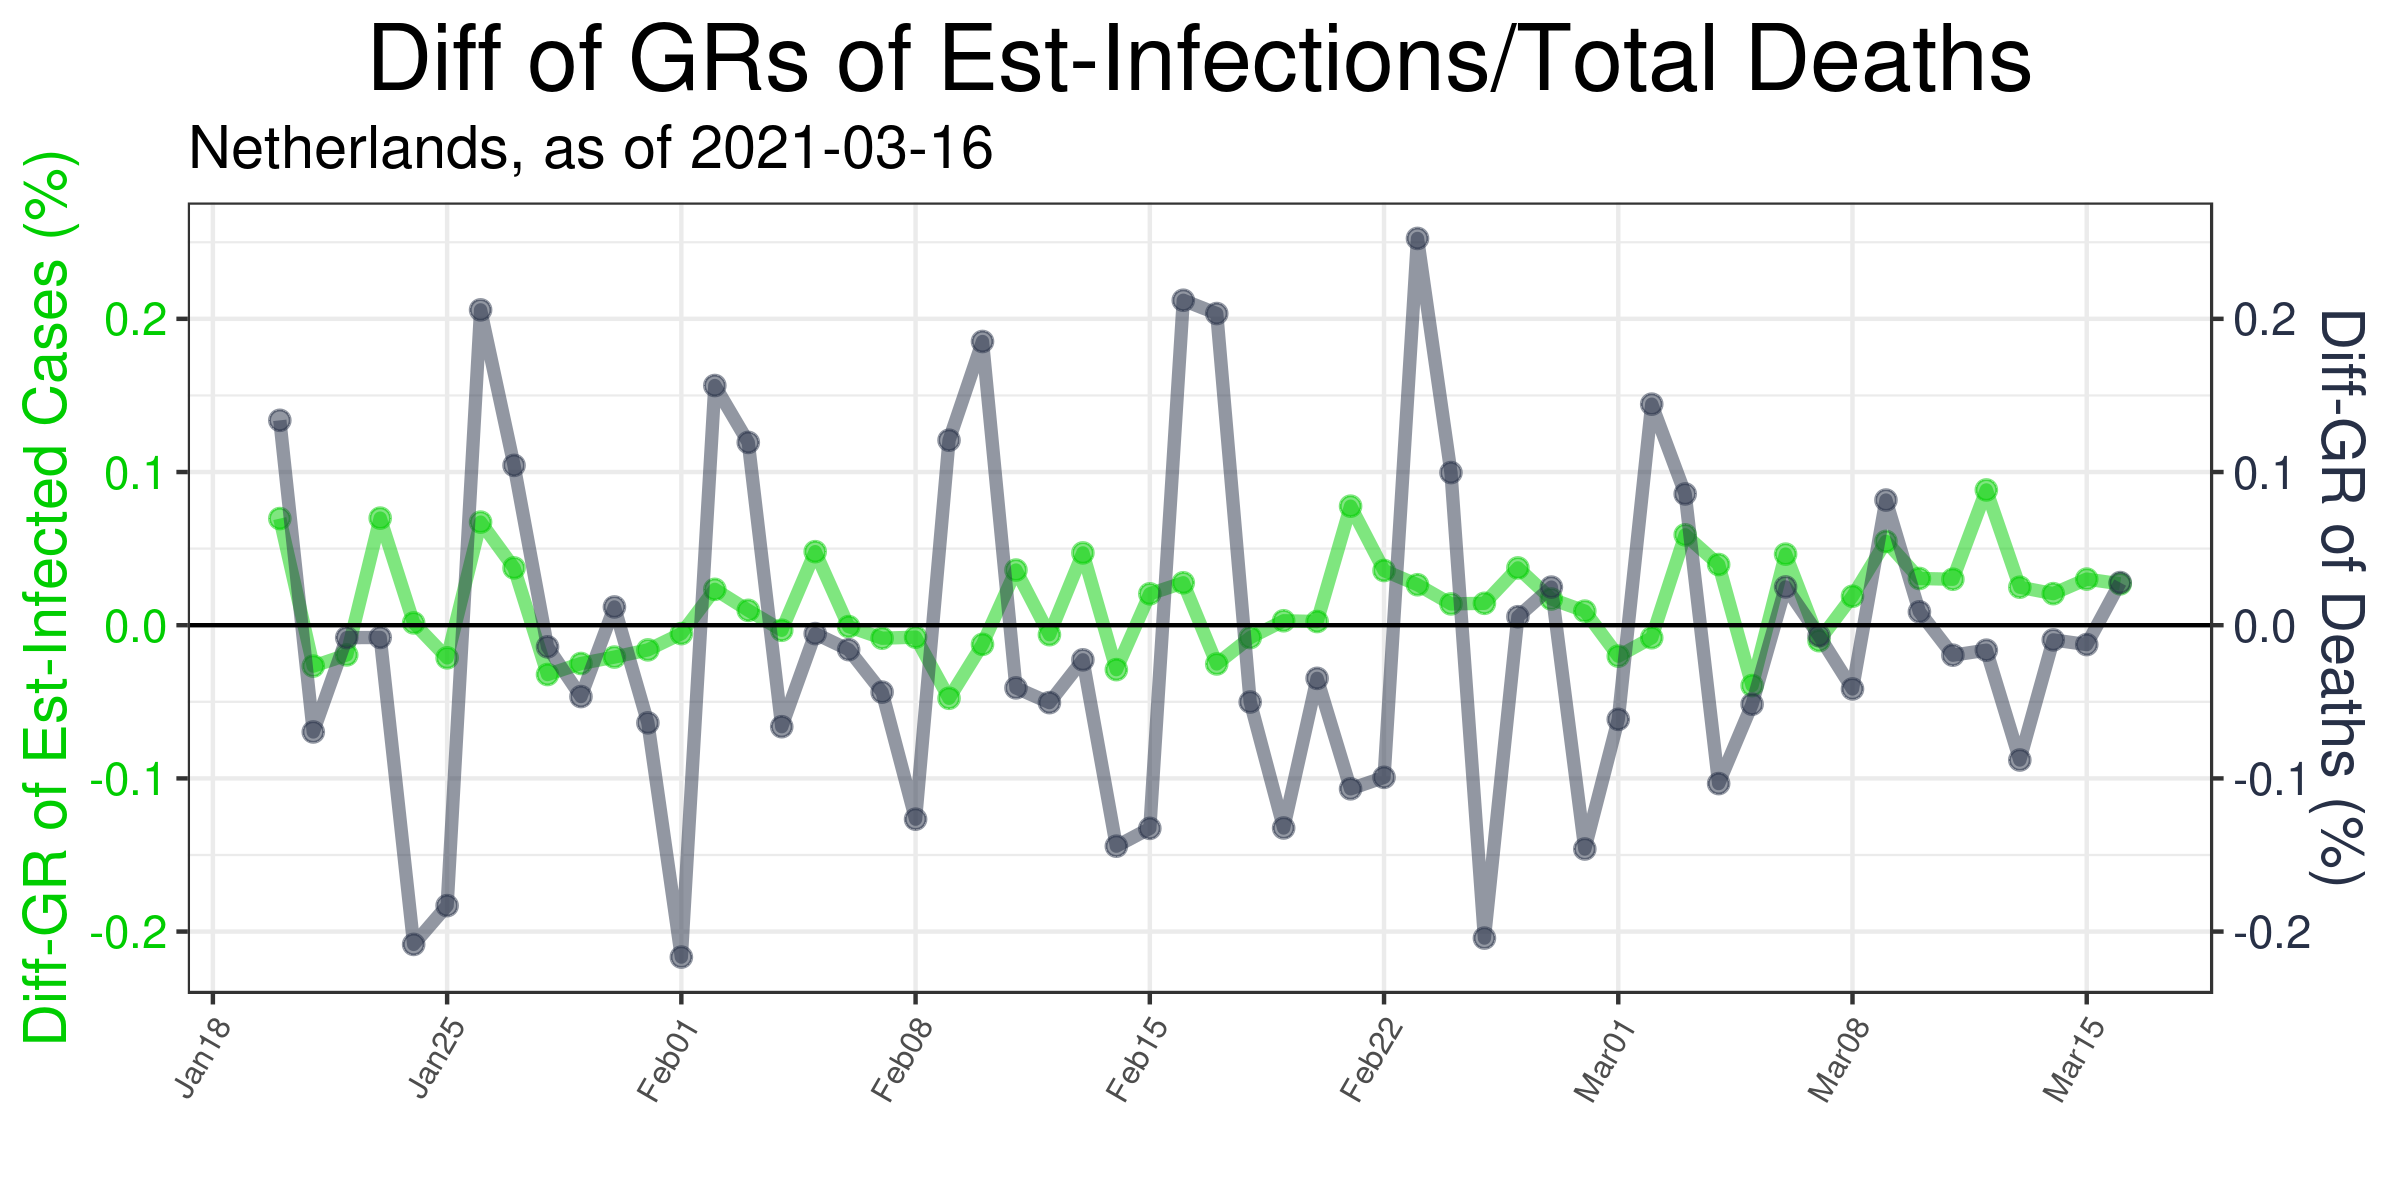 Diff of GRs of Est-Infections/Total Deaths
Netherlands, as of 2021-03-16
Diff-GR of Est-Infected Cases (%)
0.2
0.1
0.0
-0.1
-0.2
0.2
0.1
0.0
-0.1
-0.2
Diff-GR of Deaths (%)
Jan18
Jan25
Feb01
Feb08
Feb15
Feb22
Mar01
Mar08
Mar15